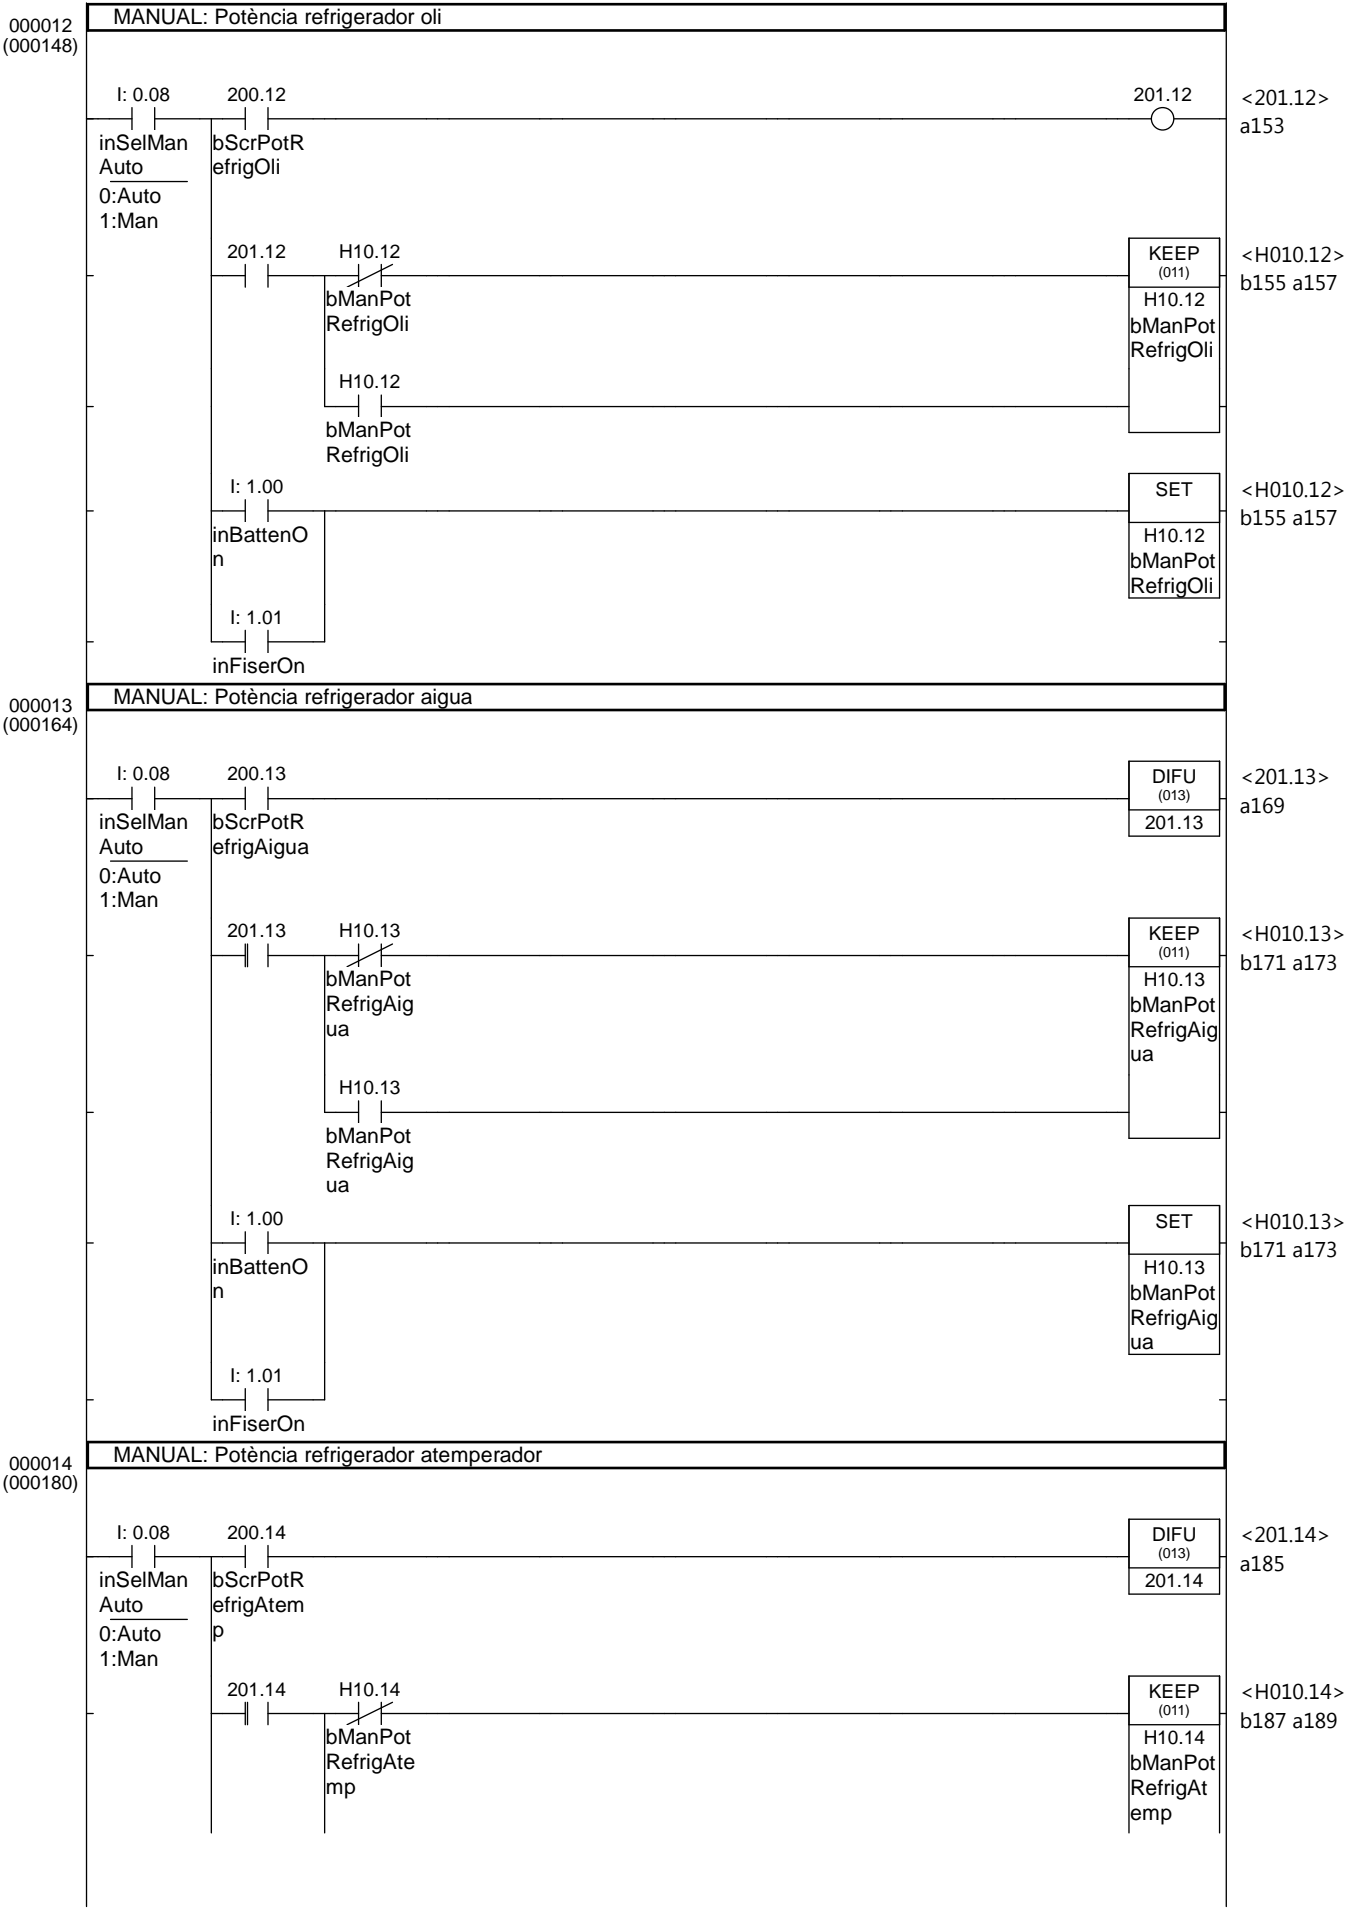 MANUAL: Potència refrigerador oli
000012
(000148)
I: 0.08 200.12 201.12 <201.12>
a153
inSelMan bScrPotR
Auto efrigOli
0:Auto
1:Man
201.12 H10.12 KEEP <H010.12>
(011) b155 a157
bManPot H10.12
RefrigOli bManPot
RefrigOli
H10.12
bManPot
RefrigOli
I: 1.00 SET <H010.12>
b155 a157
inBattenO H10.12
n bManPot
RefrigOli
I: 1.01
inFiserOn
MANUAL: Potència refrigerador aigua
000013
(000164)
I: 0.08 200.13 DIFU <201.13>
(013) a169
inSelMan bScrPotR 201.13
Auto efrigAigua
0:Auto
1:Man
201.13 H10.13 KEEP <H010.13>
(011) b171 a173
bManPot H10.13
RefrigAig bManPot
ua RefrigAig
ua
H10.13
bManPot
RefrigAig
ua
I: 1.00 SET <H010.13>
b171 a173
inBattenO H10.13
n bManPot
RefrigAig
ua
I: 1.01
inFiserOn
MANUAL: Potència refrigerador atemperador
000014
(000180)
I: 0.08 200.14 DIFU <201.14>
(013) a185
inSelMan bScrPotR 201.14
Auto efrigAtem
0:Auto p
1:Man
201.14 H10.14 KEEP <H010.14>
(011) b187 a189
bManPot H10.14
RefrigAte bManPot
mp RefrigAt
emp